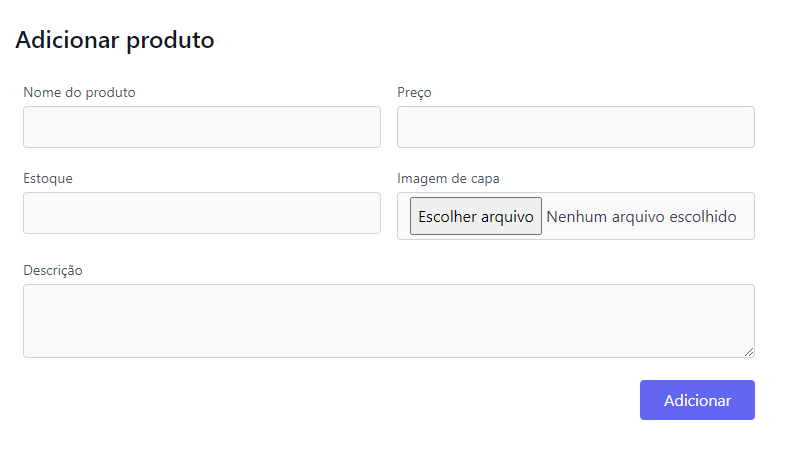 Adicionar produto
Nome do produto
Preço
Estoque
Imagem de capa
Escolher arquivo Nenhum arquivo escolhido
Descrição
Adicionar